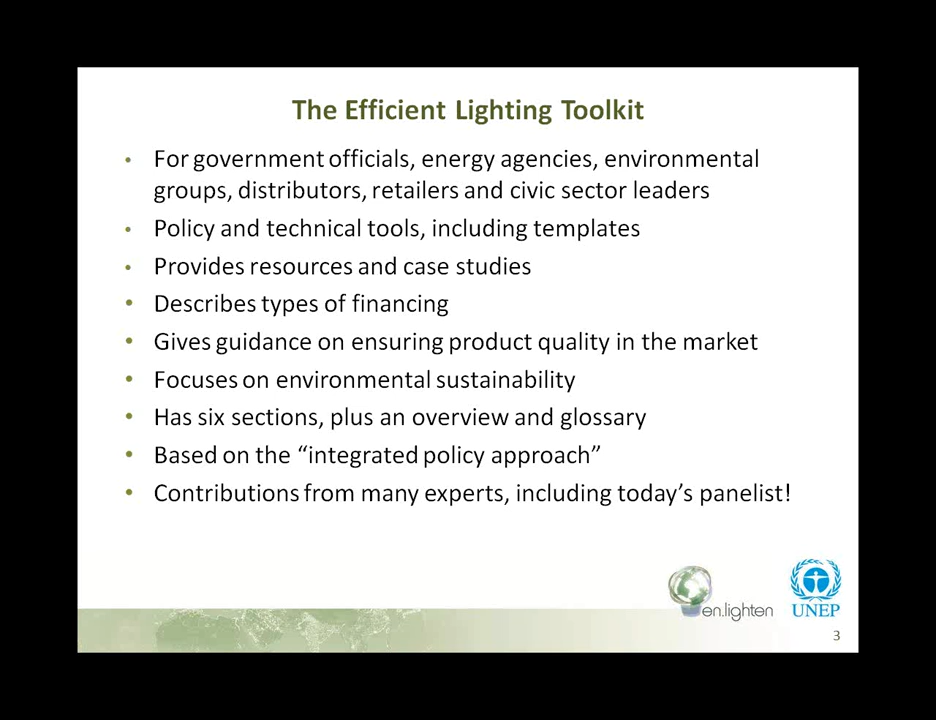 The Efficient Lighting Toolkit
• For government officials, energy agencies, environmental
groups, distributors, retailers and civic sector leaders
• Policy and technical tools, including templates
• Provides resources and case studies
• Describes types of financing
• Gives guidance on ensuring product quality in the market
• Focuses on environmental sustainability
• Has six sections, plus an overview and glossary
• Based on the “integrated policy approach”
• Contributions from many experts, including today’s panelist!
en.lighten
UNEP
3